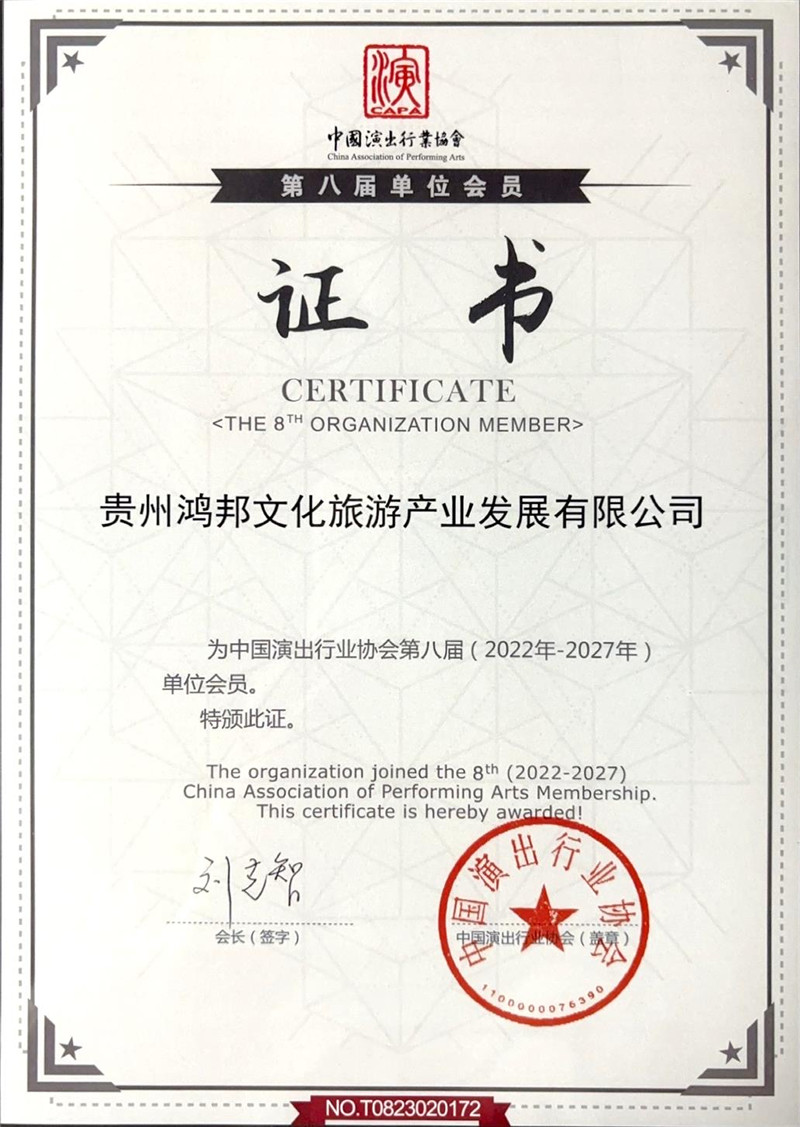 演
CAPA
中國演出行業協會
China Association of Performing Arts
第八届单位会员
证 书
CERTIFICATE
<THE 8TH ORGANIZATION MEMBER>
贵州鸿邦文化旅游产业发展有限公司
为中国演出行业协会第八届（2022年-2027年）
单位会员。
特颁此证。
The organization joined the 8th (2022-2027)
China Association of Performing Arts Membership.
This certificate is hereby awarded!
刘克智
会长（签字）
中国演出行业协会（盖章）
中国演出行业协会
1100000076390
NO.T0823020172